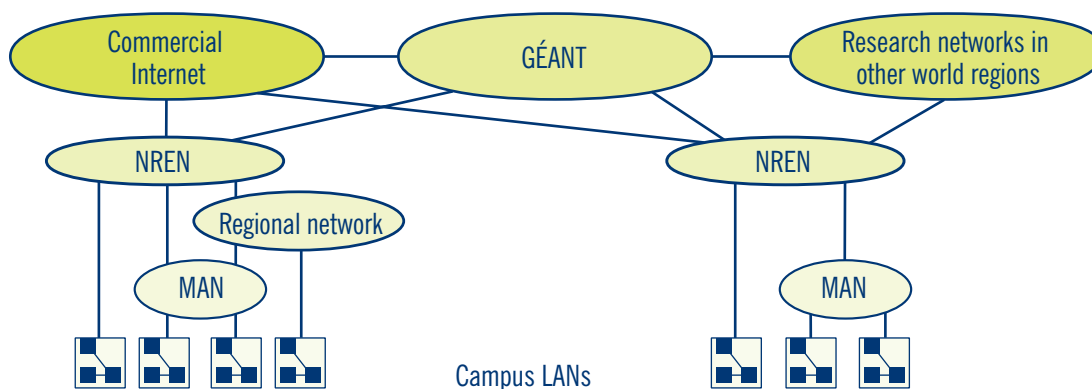 Commercial
Internet
GÉANT
Research networks in
other world regions
NREN
NREN
Regional network
MAN
MAN
Campus LANs